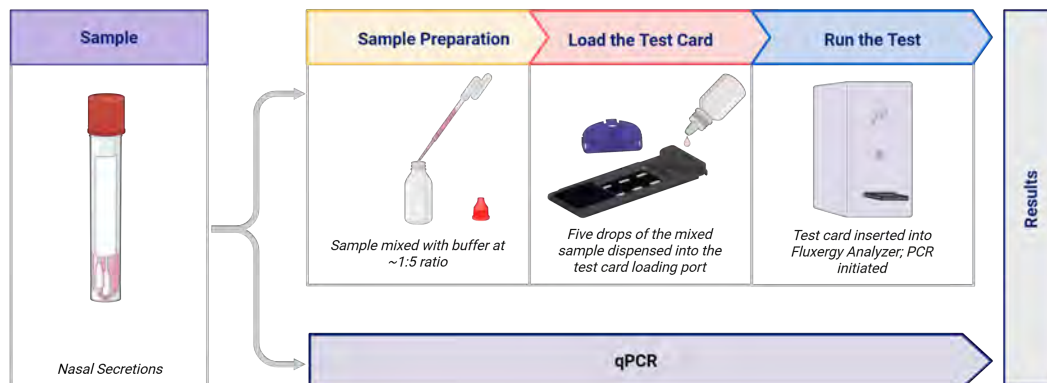 Sample
Sample Preparation
Load the Test Card
Run the Test
Nasal Secretions
Sample mixed with buffer at
~1:5 ratio
Five drops of the mixed
sample dispensed into the
test card loading port
Test card inserted into
Fluxergy Analyzer; PCR
initiated
qPCR
Results